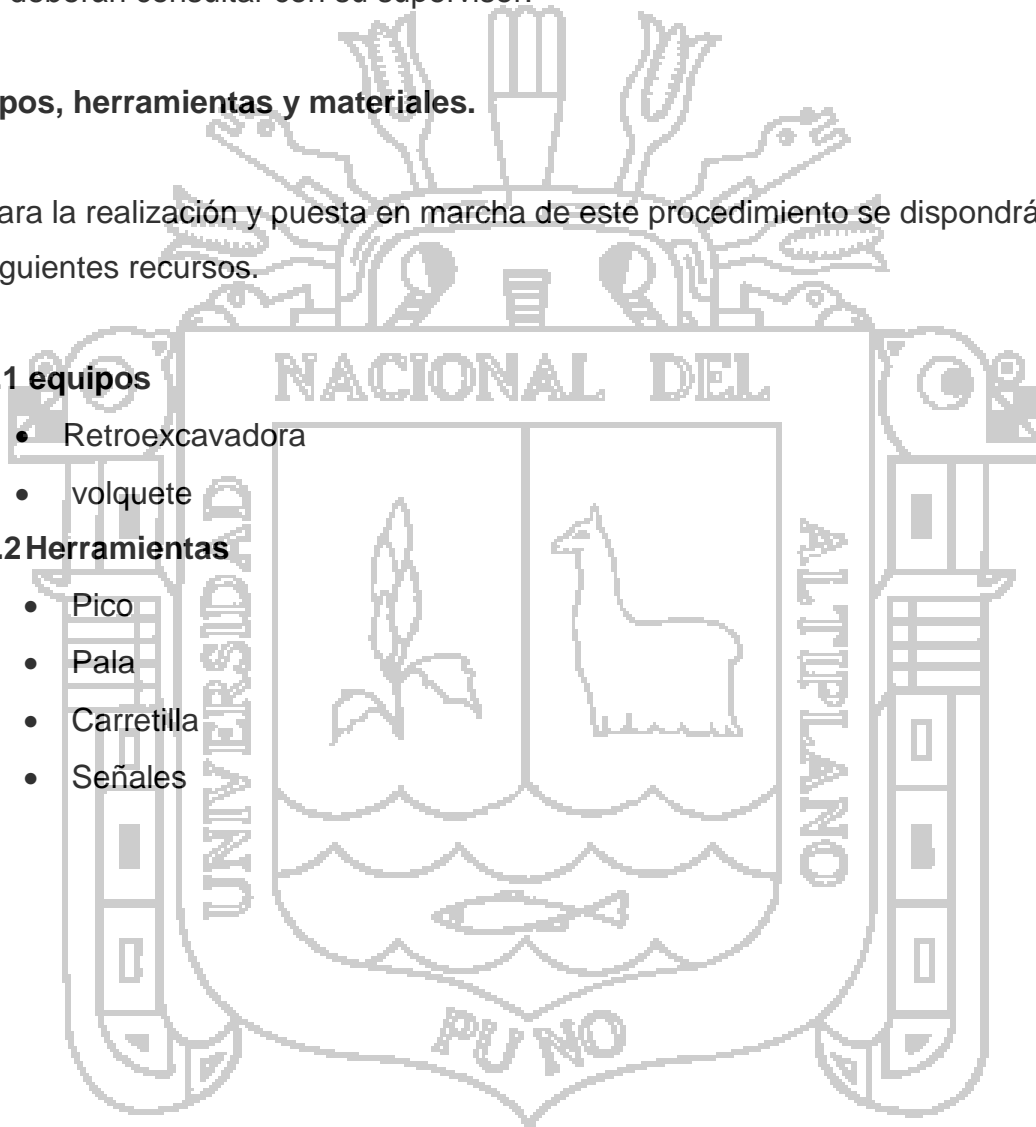 deberán consultar con su supervisor.
pos, herramientas y materiales.
ara la realización y puesta en marcha de este procedimiento se dispondrá
guientes recursos.
.1 equipos
• Retroexcavadora
• volquete
.2 Herramientas
• Pico
• Pala
• Carretilla
• Señales
UNIVERSIDAD
NACIONAL DEL
ALTIPLANO
PUNO